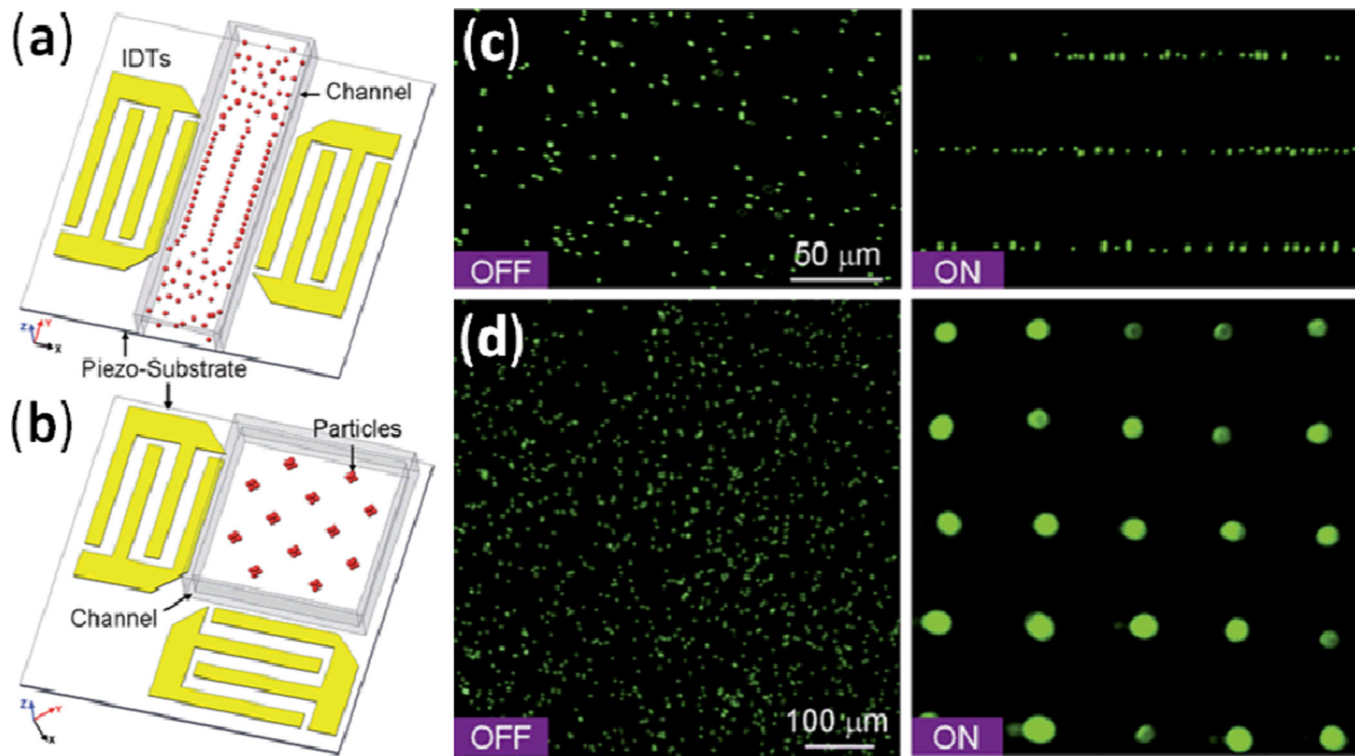 (a)
IDTs
Channel
Z
Y
X
Piezo-Substrate
(b)
Particles
Channel
Z
Y
X
(c)
50 μm
OFF
ON
(d)
100 μm
OFF
ON